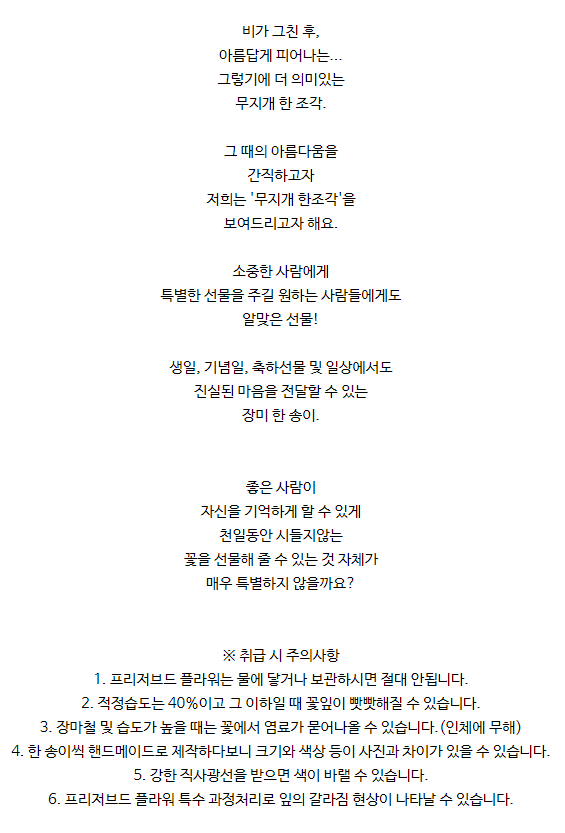 비가 그친 후,
아름답게 피어나는...
그렇기에 더 의미있는
무지개 한 조각.
그 때의 아름다움을
간직하고자
저희는 '무지개 한조각'을
보여드리고자 해요.
소중한 사람에게
특별한 선물을 주길 원하는 사람들에게도
알맞은 선물!
생일, 기념일, 축하선물 및 일상에서도
진실된 마음을 전달할 수 있는
장미 한 송이.
좋은 사람이
자신을 기억하게 할 수 있게
천일동안 시들지않는
꽃을 선물해 줄 수 있는 것 자체가
매우 특별하지 않을까요?
※ 취급 시 주의사항
1. 프리저브드 플라워는 물에 닿거나 보관하시면 절대 안됩니다.
2. 적정습도는 40%이고 그 이하일 때 꽃잎이 빳빳해질 수 있습니다.
3. 장마철 및 습도가 높을 때는 꽃에서 염료가 묻어나올 수 있습니다.(인체에 무해)
4. 한 송이씩 핸드메이드로 제작하다보니 크기와 색상 등이 사진과 차이가 있을 수 있습니다.
5. 강한 직사광선을 받으면 색이 바랠 수 있습니다.
6. 프리저브드 플라워 특수 과정처리로 잎의 갈라짐 현상이 나타날 수 있습니다.